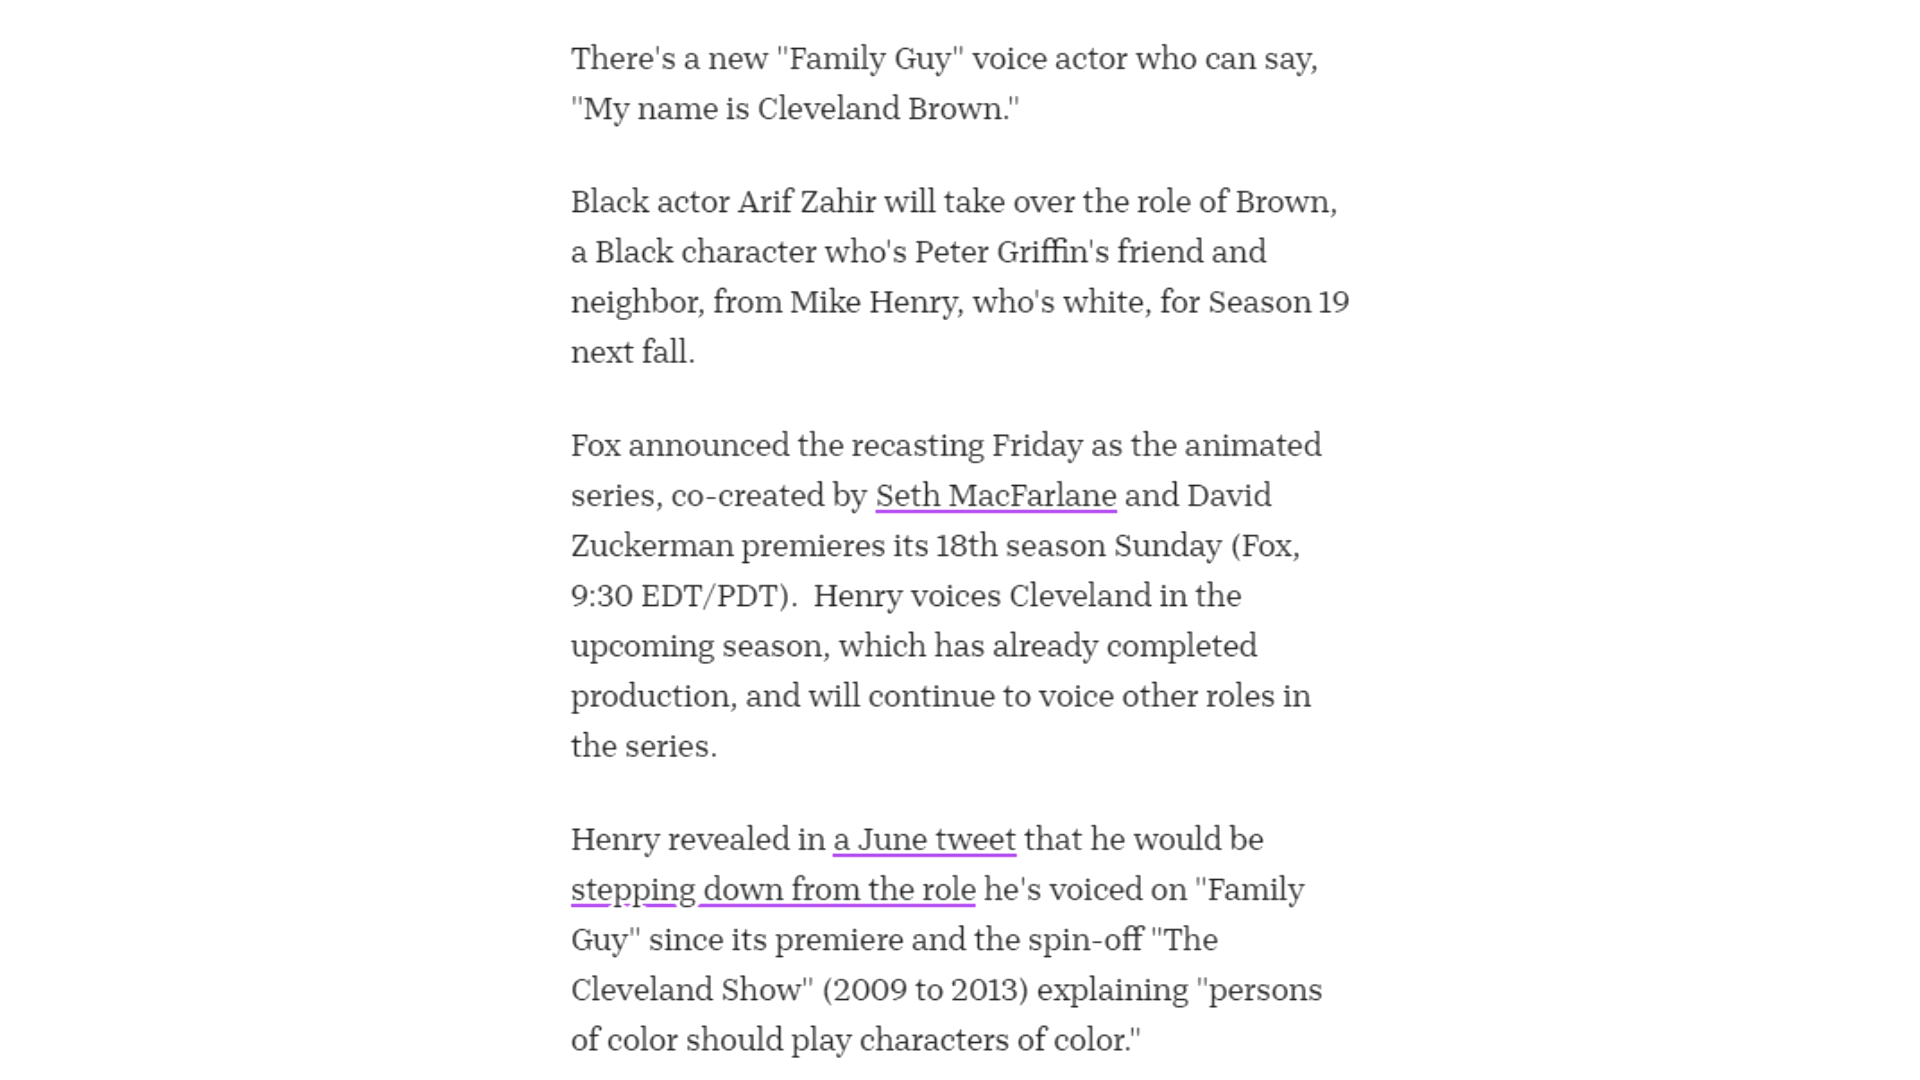 There's a new "Family Guy" voice actor who can say,
"My name is Cleveland Brown."
Black actor Arif Zahir will take over the role of Brown,
a Black character who's Peter Griffin's friend and
neighbor, from Mike Henry, who's white, for Season 19
next fall.
Fox announced the recasting Friday as the animated
series, co-created by Seth MacFarlane and David
Zuckerman premieres its 18th season Sunday (Fox,
9:30 EDT/PDT).  Henry voices Cleveland in the
upcoming season, which has already completed
production, and will continue to voice other roles in
the series.
Henry revealed in a June tweet that he would be
stepping down from the role he's voiced on "Family
Guy" since its premiere and the spin-off "The
Cleveland Show" (2009 to 2013) explaining "persons
of color should play characters of color."